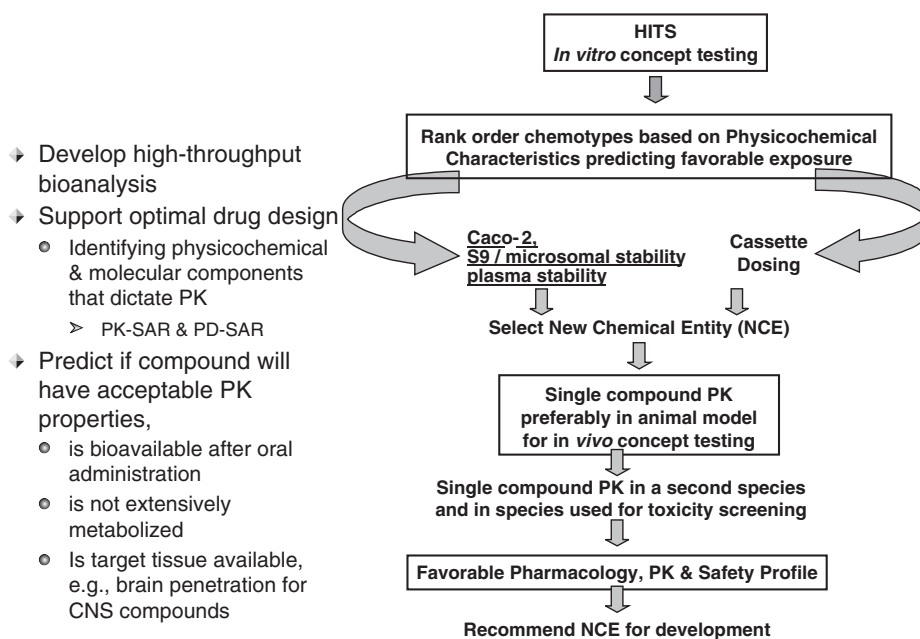 Develop high-throughput
bioanalysis
Support optimal drug design
Identifying physicochemical
& molecular components
that dictate PK
PK-SAR & PD-SAR
Predict if compound will
have acceptable PK
properties,
is bioavailable after oral
administration
is not extensively
metabolized
Is target tissue available,
e.g., brain penetration for
CNS compounds
HITS
In vitro concept testing
Rank order chemotypes based on Physicochemical
Characteristics predicting favorable exposure
Caco-2,
S9 / microsomal stability
plasma stability
Cassette
Dosing
Select New Chemical Entity (NCE)
Single compound PK
preferably in animal model
for in vivo concept testing
Single compound PK in a second species
and in species used for toxicity screening
Favorable Pharmacology, PK & Safety Profile
Recommend NCE for development